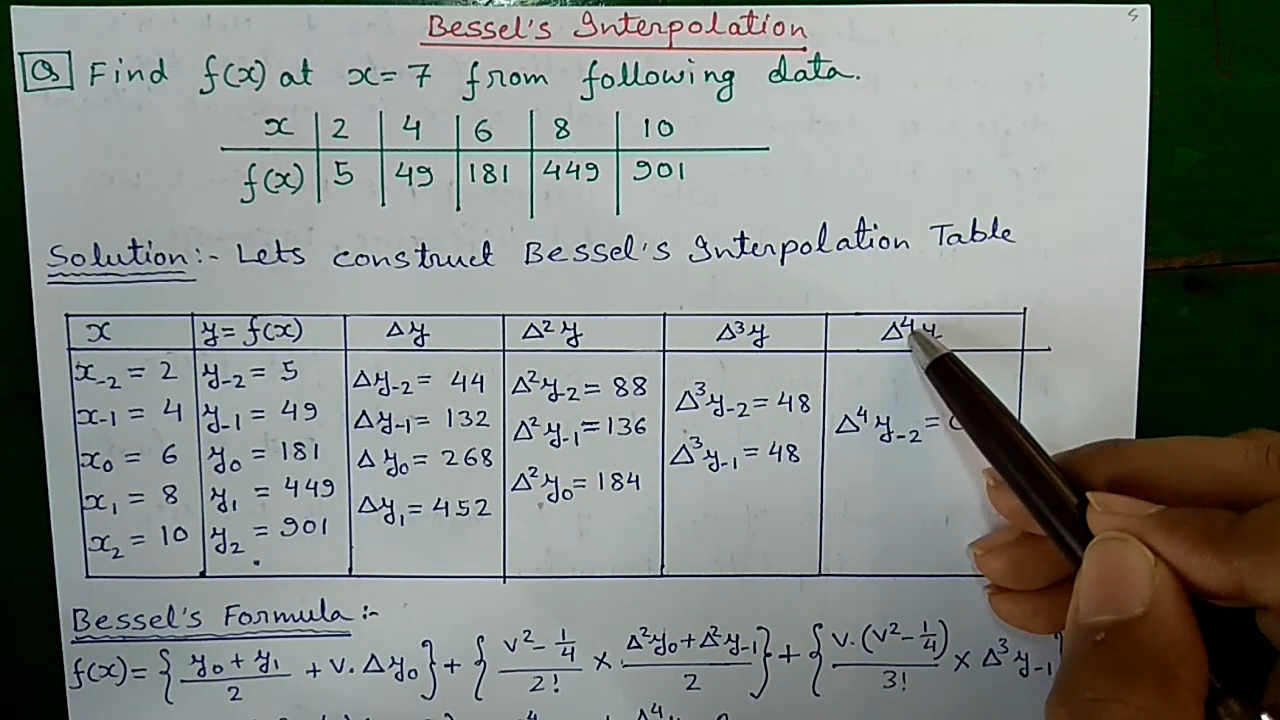 Bessel's Interpolation
Q Find f(x) at x=7 from following data.
x | 2 | 4 | 6 | 8 | 10
f(x) | 5 | 49 | 181 | 449 | 901
Solution:- Lets construct Bessel's Interpolation Table
x | y=f(x) | Δy | Δ²y | Δ³y | Δ⁴y
x₋₂ = 2 | y₋₂ = 5 | Δy₋₂ = 44 | Δ²y₋₂ = 88 | Δ³y₋₂ = 48 | Δ⁴y₋₂ =
x₋₁ = 4 | y₋₁ = 49 | Δy₋₁ = 132 | Δ²y₋₁ = 136 | Δ³y₋₁ = 48
x₀ = 6 | y₀ = 181 | Δy₀ = 268 | Δ²y₀ = 184
x₁ = 8 | y₁ = 449 | Δy₁ = 452
x₂ = 10 | y₂ = 901
Bessel's Formula:-
f(x) = {(y₀ + y₁)/2 + v.Δy₀} + {(v² - 1/4)/2! × (Δ²y₀ + Δ²y₋₁)/2} + {v.(v² - 1/4)/3! × Δ³y₋₁}